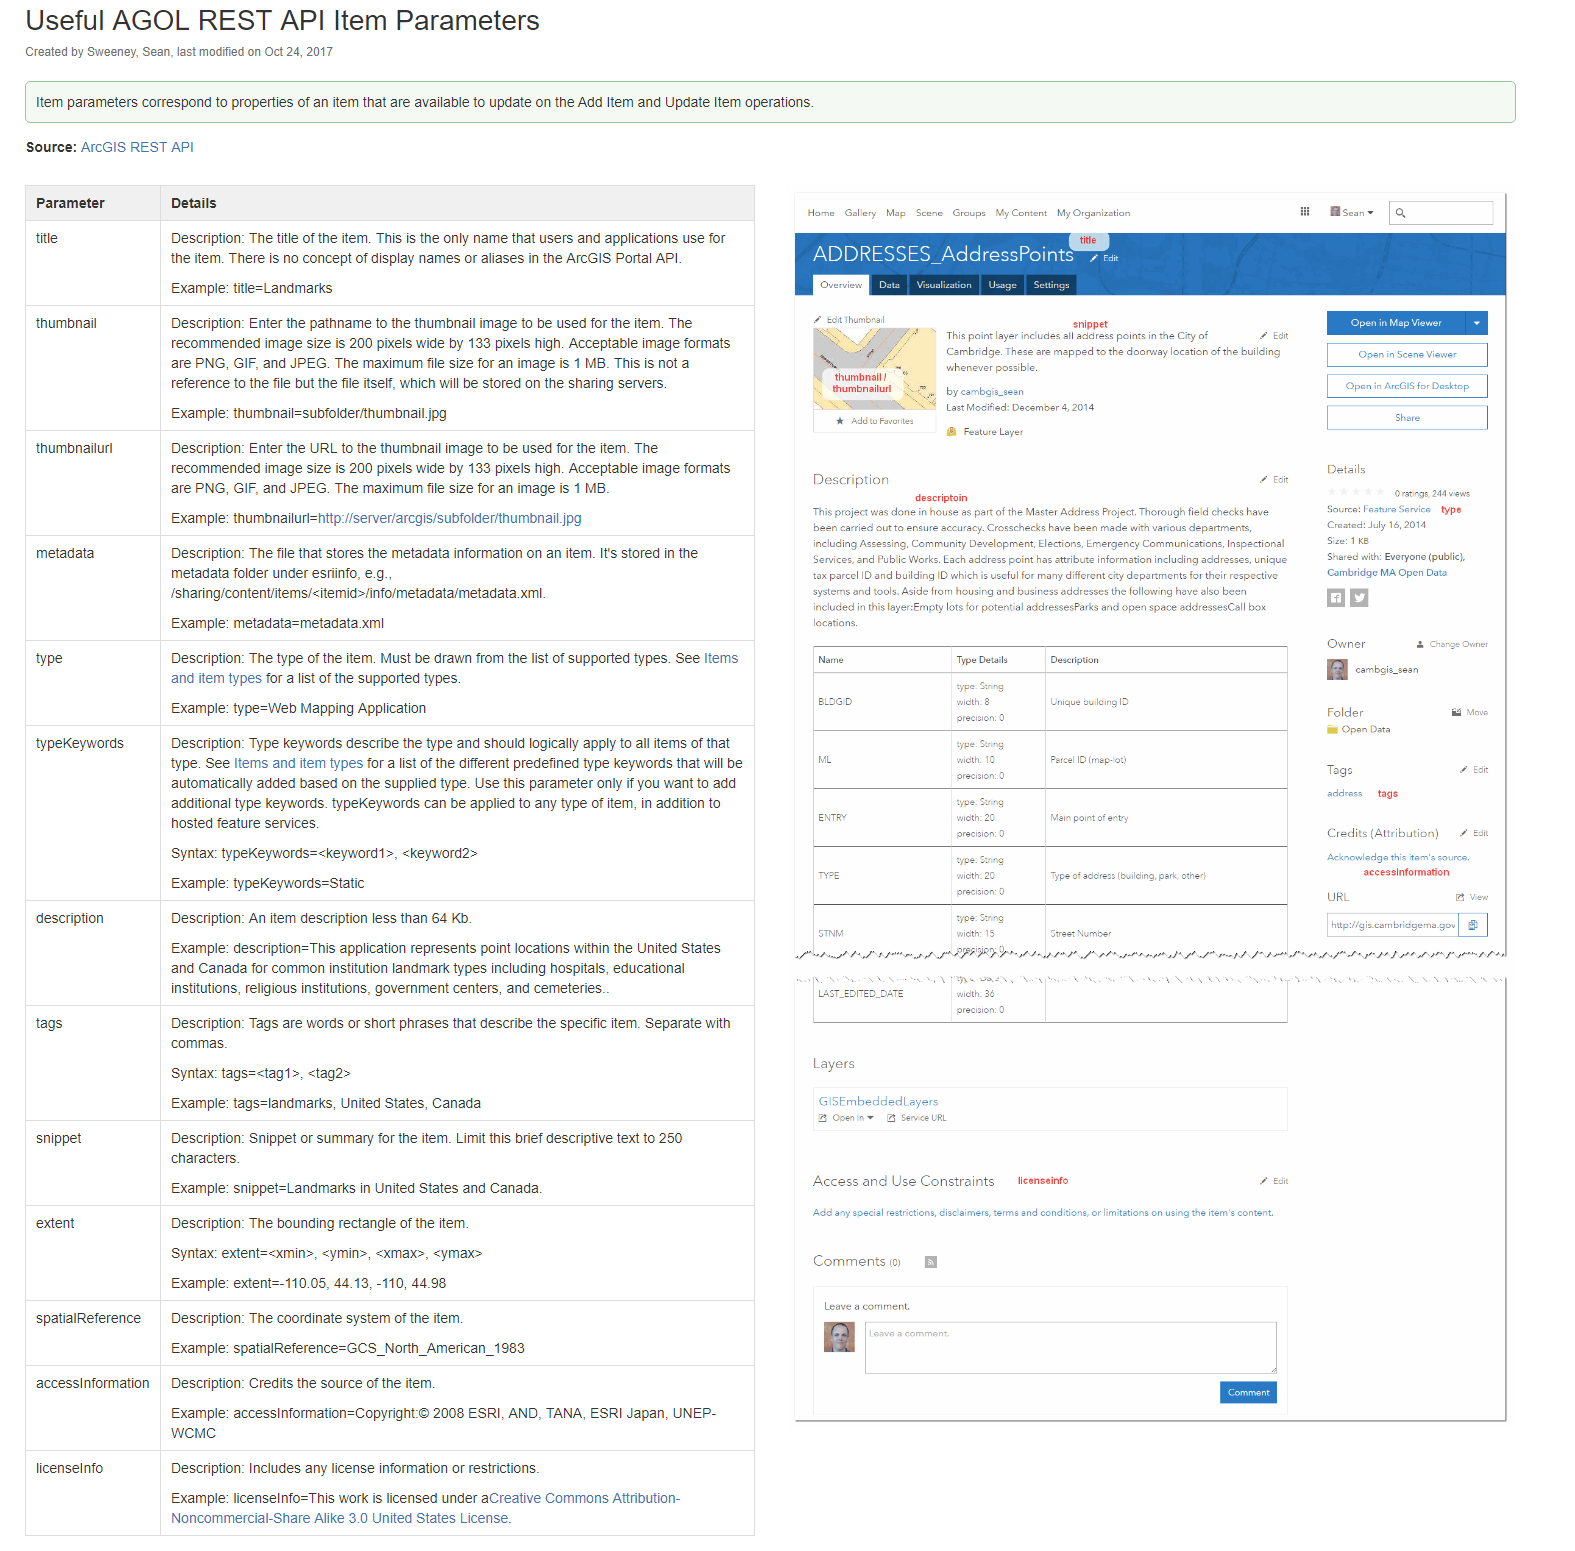 Useful AGOL REST API Item Parameters
Created by Sweeney, Sean, last modified on Oct 24, 2017
Item parameters correspond to properties of an item that are available to update on the Add Item and Update Item operations.
Source: ArcGIS REST API
Parameter Details
title
Description: The title of the item. This is the only name that users and applications use for
the item. There is no concept of display names or aliases in the ArcGIS Portal API.
Example: title=Landmarks
thumbnail
Description: Enter the pathname to the thumbnail image to be used for the item. The
recommended image size is 200 pixels wide by 133 pixels high. Acceptable image formats
are PNG, GIF, and JPEG. The maximum file size for an image is 1 MB. This is not a
reference to the file but the file itself, which will be stored on the sharing servers.
Example: thumbnail=subfolder/thumbnail.jpg
thumbnailurl
Description: Enter the URL to the thumbnail image to be used for the item. The
recommended image size is 200 pixels wide by 133 pixels high. Acceptable image formats
are PNG, GIF, and JPEG. The maximum file size for an image is 1 MB.
Example: thumbnailurl=http://server/arcgis/subfolder/thumbnail.jpg
metadata
Description: The file that stores the metadata information on an item. It's stored in the
metadata folder under esriinfo, e.g.,
/sharing/content/items/<itemid>/info/metadata/metadata.xml.
Example: metadata=metadata.xml
type
Description: The type of the item. Must be drawn from the list of supported types. See Items
and item types for a list of the supported types.
Example: type=Web Mapping Application
typeKeywords
Description: Type keywords describe the type and should logically apply to all items of that
type. See Items and item types for a list of the different predefined type keywords that will be
automatically added based on the supplied type. Use this parameter only if you want to add
additional type keywords. typeKeywords can be applied to any type of item, in addition to
hosted feature services.
Syntax: typeKeywords=<keyword1>, <keyword2>
Example: typeKeywords=Static
description
Description: An item description less than 64 Kb.
Example: description=This application represents point locations within the United States
and Canada for common institution landmark types including hospitals, educational
institutions, religious institutions, government centers, and cemeteries..
tags
Description: Tags are words or short phrases that describe the specific item. Separate with
commas.
Syntax: tags=<tag1>, <tag2>
Example: tags=landmarks, United States, Canada
snippet
Description: Snippet or summary for the item. Limit this brief descriptive text to 250
characters.
Example: snippet=Landmarks in United States and Canada.
extent
Description: The bounding rectangle of the item.
Syntax: extent=<xmin>, <ymin>, <xmax>, <ymax>
Example: extent=-110.05, 44.13, -110, 44.98
spatialReference
Description: The coordinate system of the item.
Example: spatialReference=GCS_North_American_1983
accessInformation
Description: Credits the source of the item.
Example: accessInformation=Copyright:© 2008 ESRI, AND, TANA, ESRI Japan, UNEP-
WCMC
licenseInfo
Description: Includes any license information or restrictions.
Example: licenseInfo=This work is licensed under aCreative Commons Attribution-
Noncommercial-Share Alike 3.0 United States License.
Home Gallery Map Scene Groups My Content My Organization Sean
ADDRESSES_AddressPoints title Edit
Overview Data Visualization Usage Settings
Edit Thumbnail
thumbnail /
thumbnailurl
Add to Favorites
snippet
This point layer includes all address points in the City of Edit
Cambridge. These are mapped to the doorway location of the building
whenever possible.
by cambgis_sean
Last Modified: December 4, 2014
Feature Layer
Open in Map Viewer
Open in Scene Viewer
Open in ArcGIS for Desktop
Share
Description Edit
descriptoin
This project was done in house as part of the Master Address Project. Thorough field checks have
been carried out to ensure accuracy. Crosschecks have been made with various departments,
including Assessing, Community Development, Elections, Emergency Communications, Inspectional
Services, and Public Works. Each address point has attribute information including addresses, unique
tax parcel ID and building ID which is useful for many different city departments for their respective
systems and tools. Aside from housing and business addresses the following have also been
included in this layer:Empty lots for potential addressesParks and open space addressesCall box
locations.
Name Type Details Description
BLDGID
type: String
width: 8
precision: 0
Unique building ID
ML
type: String
width: 10
precision: 0
Parcel ID (map-lot)
ENTRY
type: String
width: 20
precision: 0
Main point of entry
TYPE
type: String
width: 20
precision: 0
Type of address (building, park, other)
STNM
type: String
width: 15
precision: 0
Street Number
LAST_EDITED_DATE
width: 36
precision: 0
Details
0 ratings, 244 views
Source: Feature Service type
Created: July 16, 2014
Size: 1 KB
Shared with: Everyone (public),
Cambridge MA Open Data
Owner Change Owner
cambgis_sean
Folder Move
Open Data
Tags Edit
address tags
Credits (Attribution) Edit
Acknowledge this item's source.
accessInformation
URL View
http://gis.cambridgema.gov
Layers
GISEmbeddedLayers
Open In Service URL
Access and Use Constraints licenseinfo Edit
Add any special restrictions, disclaimers, terms and conditions, or limitations on using the item's content.
Comments (0)
Leave a comment.
Leave a comment.
Comment